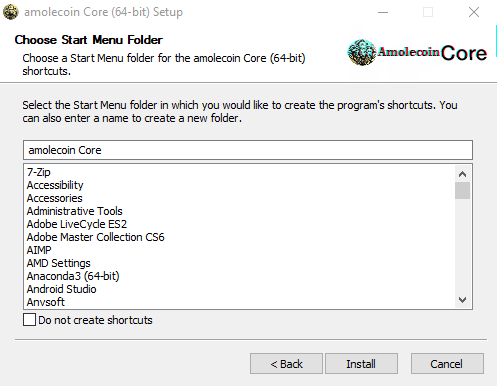 amolecoin Core (64-bit) Setup
Choose Start Menu Folder
Choose a Start Menu folder for the amolecoin Core (64-bit)
shortcuts.
Amolecoin Core
Select the Start Menu folder in which you would like to create the program's shortcuts. You
can also enter a name to create a new folder.
amolecoin Core
7-Zip
Accessibility
Accessories
Administrative Tools
Adobe LiveCycle ES2
Adobe Master Collection CS6
AIMP
AMD Settings
Anaconda3 (64-bit)
Android Studio
Anvsoft
Do not create shortcuts
< Back
Install
Cancel